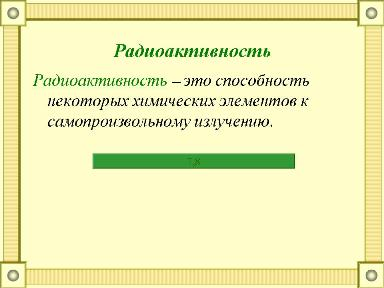 Радиоактивность
Радиоактивность – это способность
некоторых химических элементов к
самопроизвольному излучению.